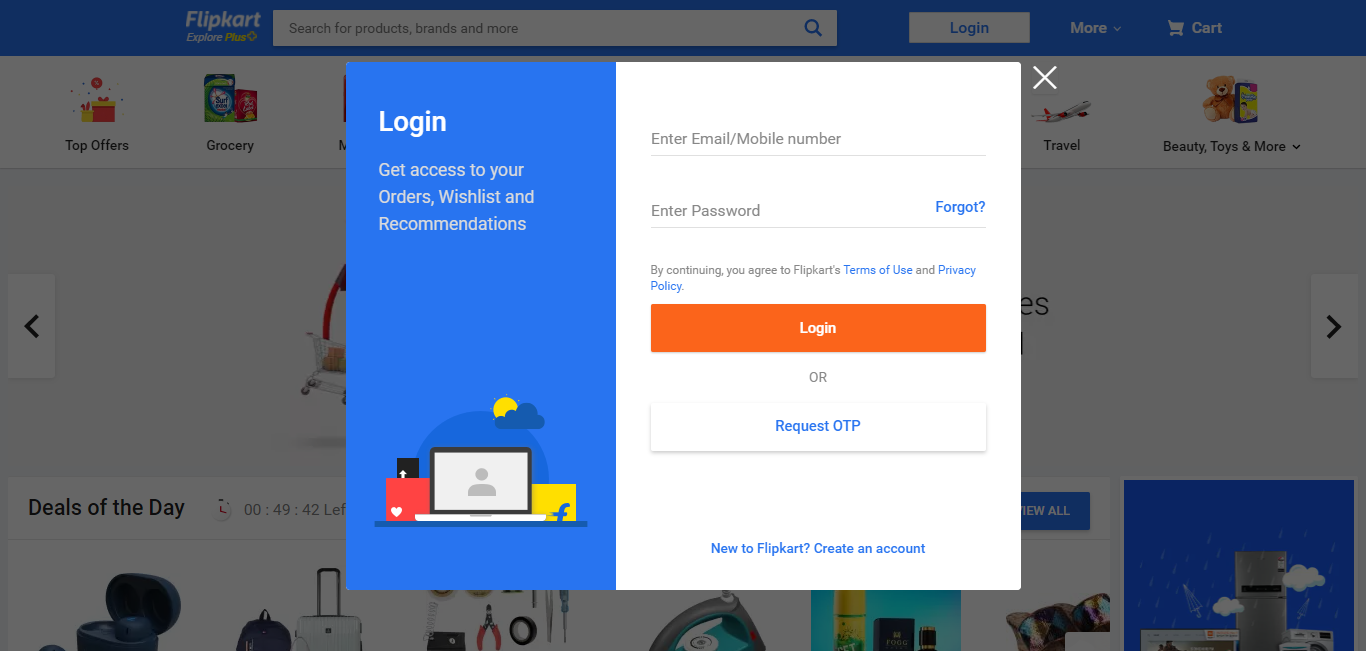 Flipkart
Explore Plus
Search for products, brands and more
Login
More
Cart
Top Offers
Grocery
M
Travel
Beauty, Toys & More
Login
Get access to your
Orders, Wishlist and
Recommendations
Enter Email/Mobile number
Enter Password
Forgot?
By continuing, you agree to Flipkart's Terms of Use and Privacy
Policy.
Login
OR
Request OTP
New to Flipkart? Create an account
es
Deals of the Day
00 : 49 : 42 Lef
VIEW ALL
FOGG